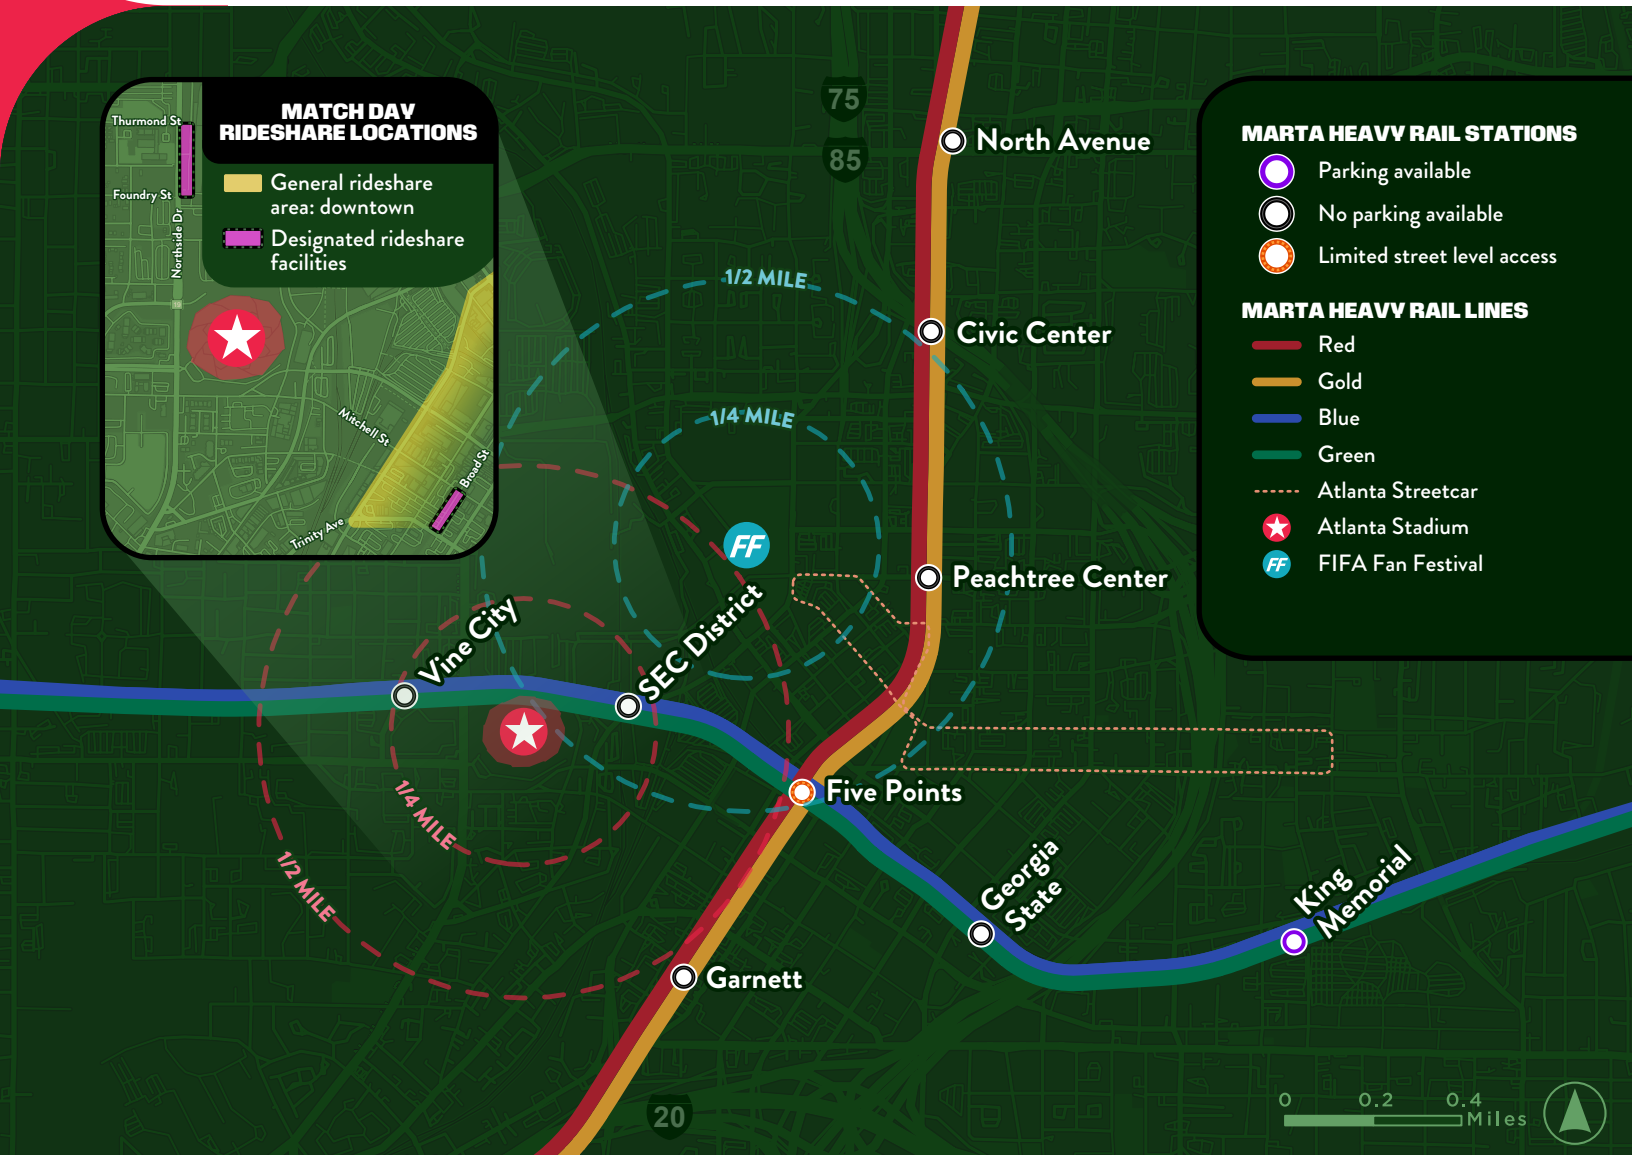 MATCH DAY
RIDESHARE LOCATIONS
General rideshare
area: downtown
Designated rideshare
facilities
Thurmond St
Foundry St
Northside Dr
19
Mitchell St
Broad St
Trinity Ave
75
85
North Avenue
1/2 MILE
Civic Center
1/4 MILE
FF
Peachtree Center
Vine City
SEC District
Five Points
1/4 MILE
1/2 MILE
Georgia
State
King
Memorial
Garnett
20
MARTA HEAVY RAIL STATIONS
Parking available
No parking available
Limited street level access
MARTA HEAVY RAIL LINES
Red
Gold
Blue
Green
Atlanta Streetcar
Atlanta Stadium
FF FIFA Fan Festival
0 0.2 0.4
Miles